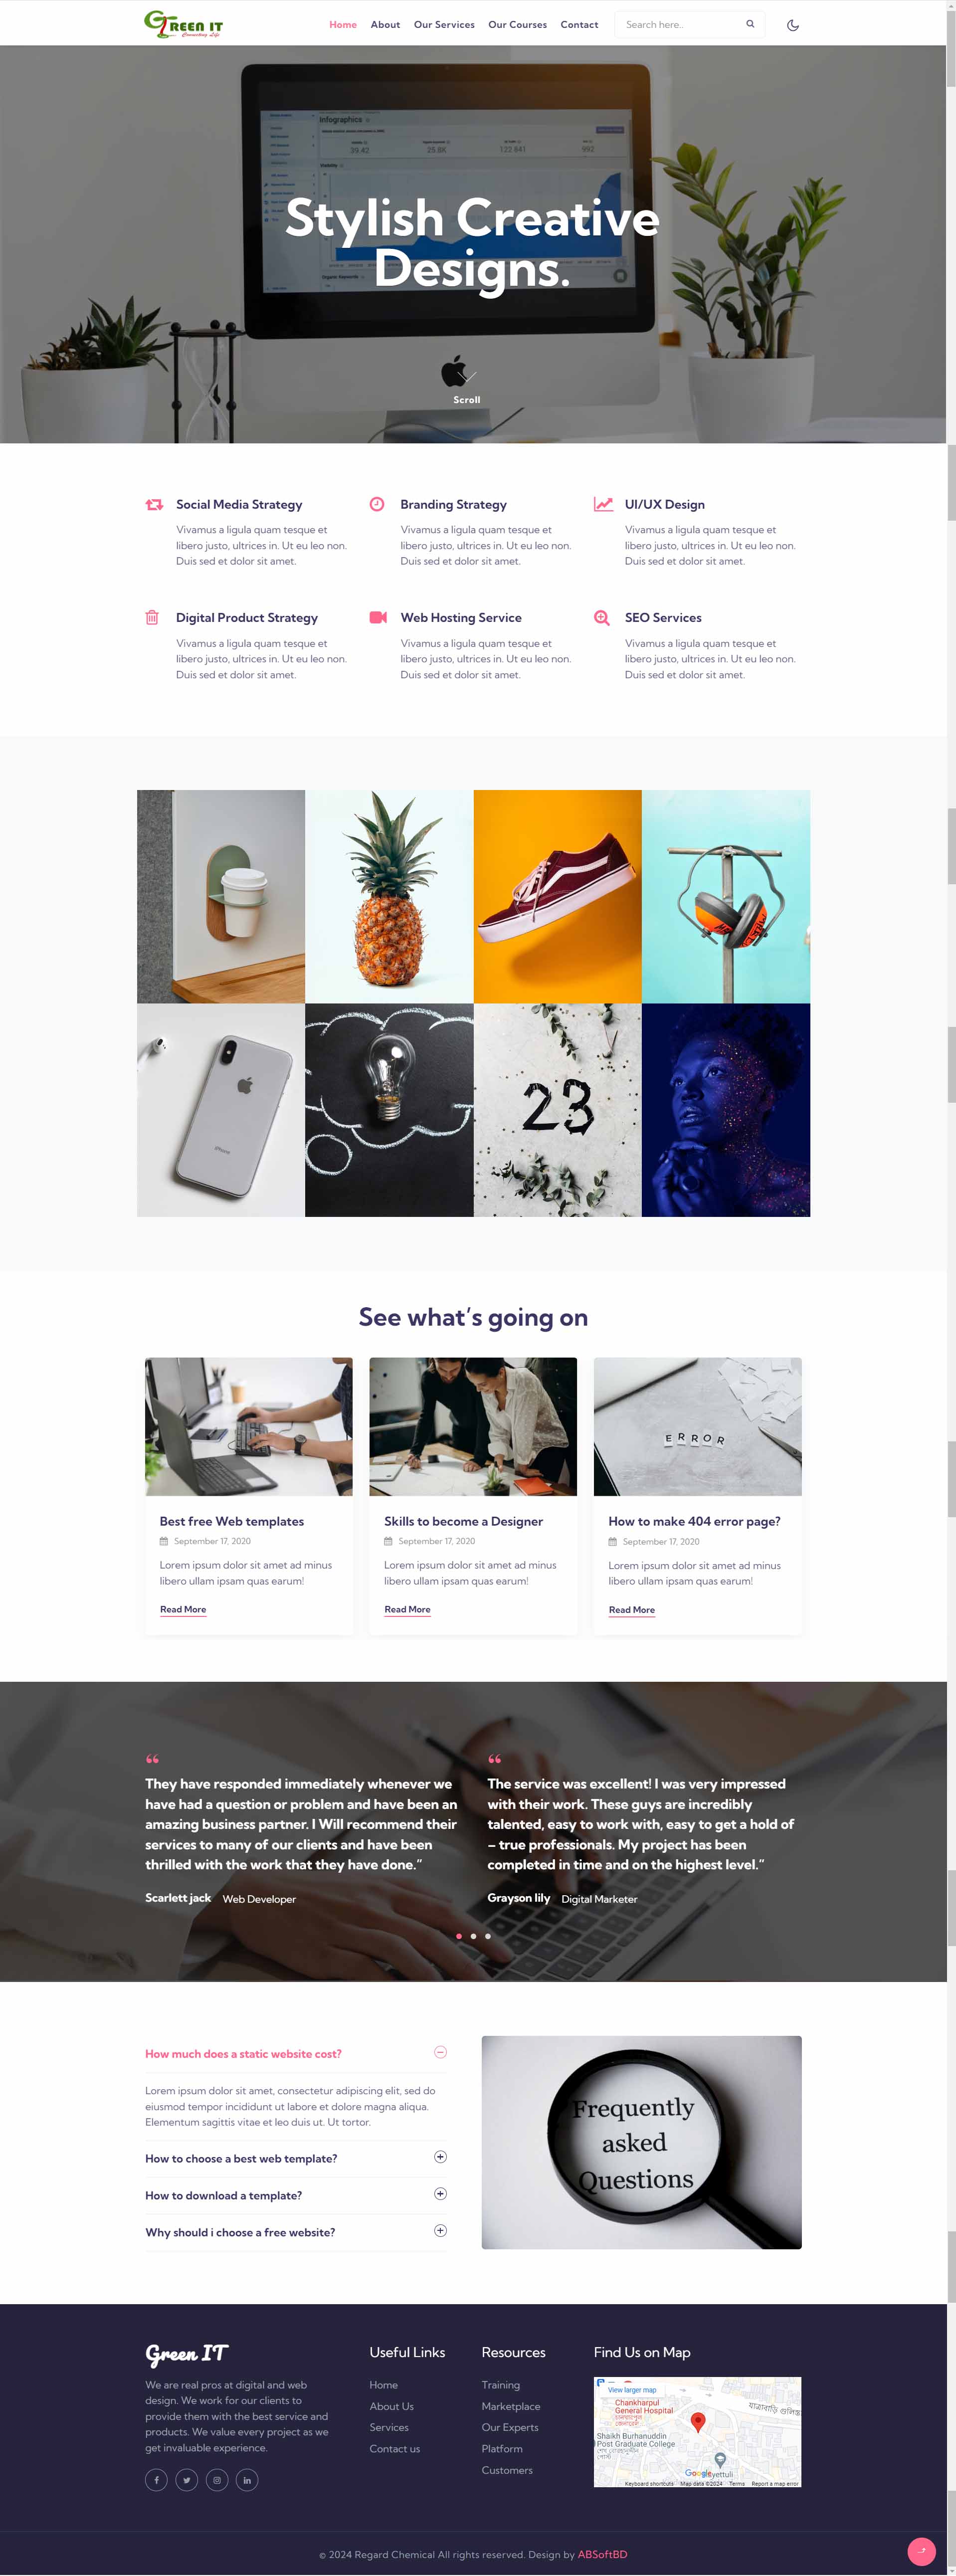 GREEN IT
Connecting Life
Home About Our Services Our Courses Contact Search here..
Infographics
39.42 25.8K 122 841 992
Stylish Creative
Designs.
Scroll
Social Media Strategy
Vivamus a ligula quam tesque et
libero justo, ultrices in. Ut eu leo non.
Duis sed et dolor sit amet.
Branding Strategy
Vivamus a ligula quam tesque et
libero justo, ultrices in. Ut eu leo non.
Duis sed et dolor sit amet.
UI/UX Design
Vivamus a ligula quam tesque et
libero justo, ultrices in. Ut eu leo non.
Duis sed et dolor sit amet.
Digital Product Strategy
Vivamus a ligula quam tesque et
libero justo, ultrices in. Ut eu leo non.
Duis sed et dolor sit amet.
Web Hosting Service
Vivamus a ligula quam tesque et
libero justo, ultrices in. Ut eu leo non.
Duis sed et dolor sit amet.
SEO Services
Vivamus a ligula quam tesque et
libero justo, ultrices in. Ut eu leo non.
Duis sed et dolor sit amet.
iPhone
23
See what’s going on
ERROR
Best free Web templates
September 17, 2020
Lorem ipsum dolor sit amet ad minus
libero ullam ipsam quas earum!
Read More
Skills to become a Designer
September 17, 2020
Lorem ipsum dolor sit amet ad minus
libero ullam ipsam quas earum!
Read More
How to make 404 error page?
September 17, 2020
Lorem ipsum dolor sit amet ad minus
libero ullam ipsam quas earum!
Read More
“
They have responded immediately whenever we
have had a question or problem and have been an
amazing business partner. I Will recommend their
services to many of our clients and have been
thrilled with the work that they have done.”
Scarlett jack Web Developer
“
The service was excellent! I was very impressed
with their work. These guys are incredibly
talented, easy to work with, easy to get a hold of
– true professionals. My project has been
completed in time and on the highest level.”
Grayson lily Digital Marketer
How much does a static website cost?
Lorem ipsum dolor sit amet, consectetur adipiscing elit, sed do
eiusmod tempor incididunt ut labore et dolore magna aliqua.
Elementum sagittis vitae et leo duis ut. Ut tortor.
How to choose a best web template?
How to download a template?
Why should i choose a free website?
Frequently
asked
Questions
Green IT
We are real pros at digital and web
design. We work for our clients to
provide them with the best service and
products. We value every project as we
get invaluable experience.
Useful Links
Home
About Us
Services
Contact us
Resources
Training
Marketplace
Our Experts
Platform
Customers
Find Us on Map
View larger map
Chankharpul
General Hospital
Shaikh Burhanuddin
Post Graduate College
Google
Keyboard shortcuts Map data ©2024 Terms Report a map error
© 2024 Regard Chemical All rights reserved. Design by ABSoftBD